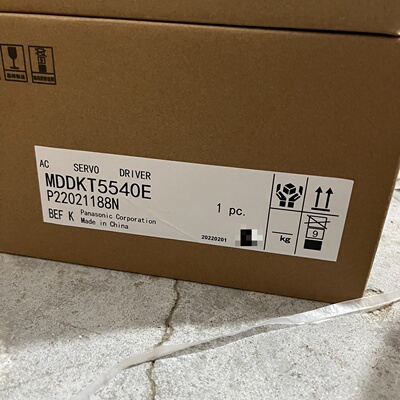 AC SERVO DRIVER
MDDKT5540E
P22021188N
BEF K Panasonic Corporation
Made in China
1 pc.
20220201
kg
9